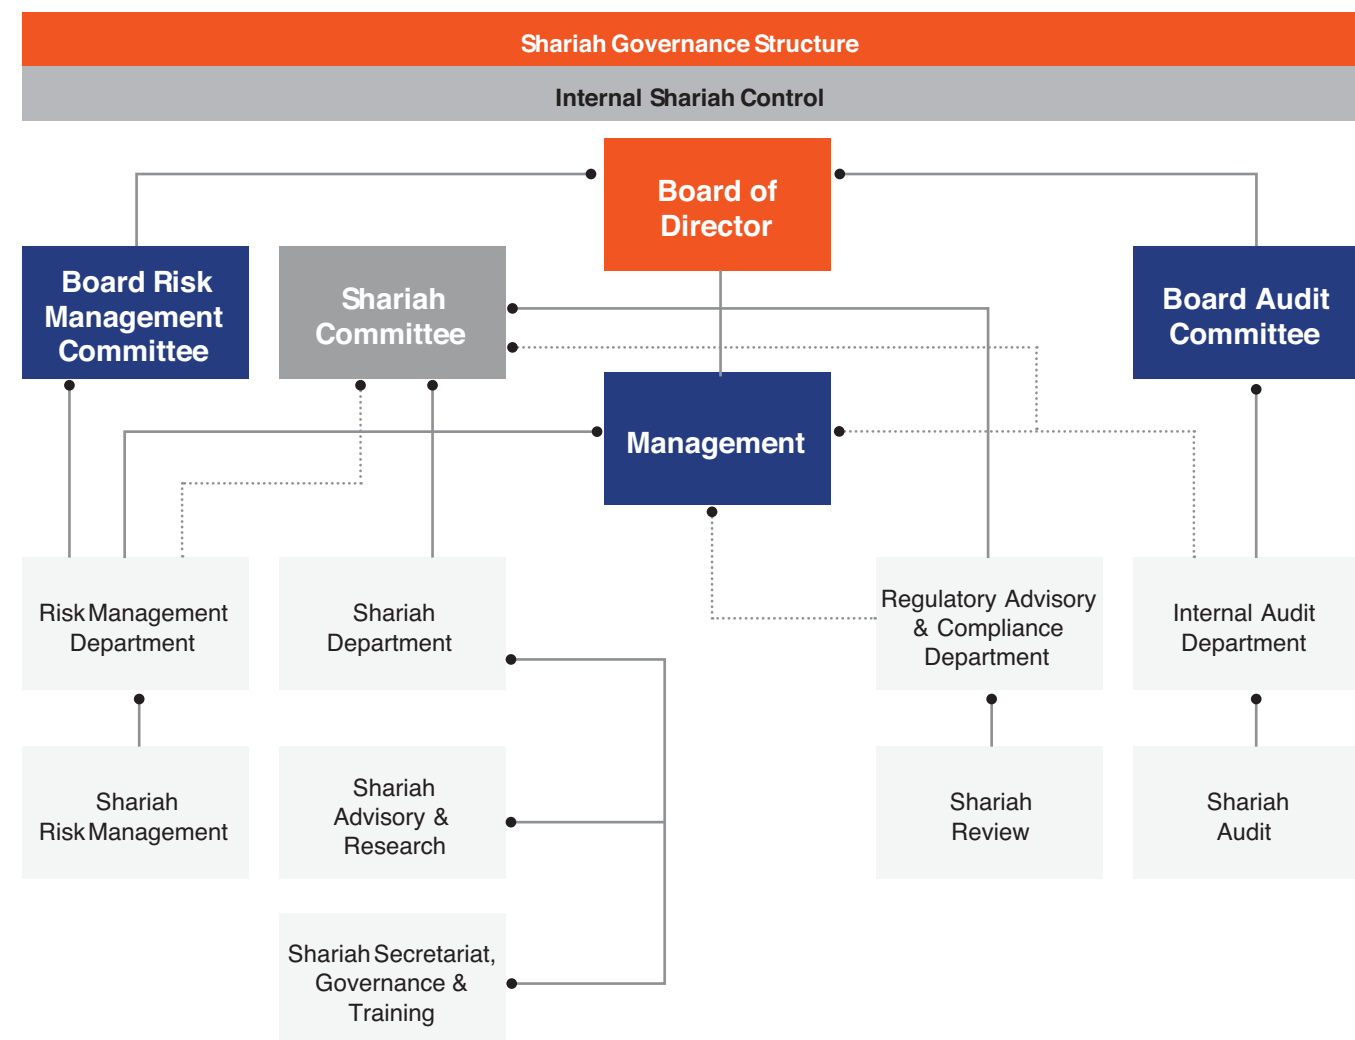 Shariah Governance Structure
Internal Shariah Control
Board of
Director
Board Risk
Management
Committee
Shariah
Committee
Board Audit
Committee
Management
Risk Management
Department
Shariah
Department
Regulatory Advisory
& Compliance
Department
Internal Audit
Department
Shariah
Risk Management
Shariah
Advisory &
Research
Shariah
Review
Shariah
Audit
Shariah Secretariat,
Governance &
Training